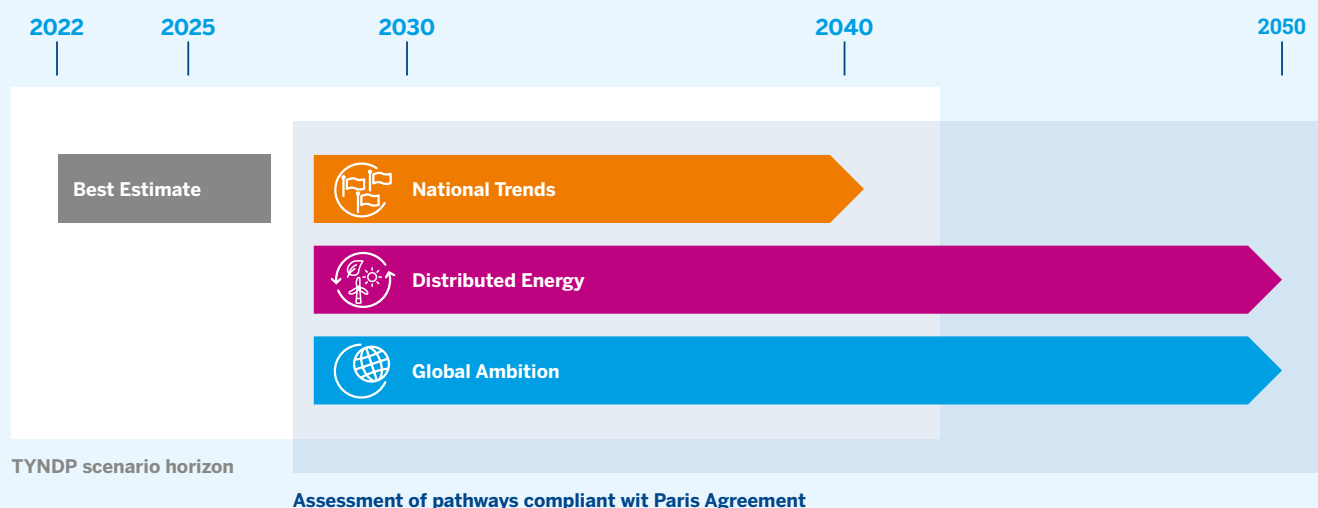 2022 2025 2030 2040 2050
Best Estimate
National Trends
Distributed Energy
Global Ambition
TYNDP scenario horizon
Assessment of pathways compliant wit Paris Agreement